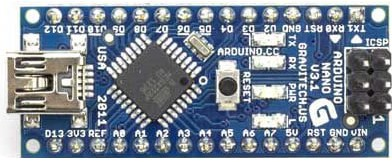 D12 D11 D10 D9 D8 D7 D6 D5 D4 D3 D2 GND RST RX0 TX1
ARDUINO.CC
TX
RX
PWR
L
RESET
USA 2011
GRAVITECH.US
ARDUINO
NANO
V3.1
ICSP
1
G
D13 3V3 REF A0 A1 A2 A3 A4 A5 A6 A7 5V RST GND VIN